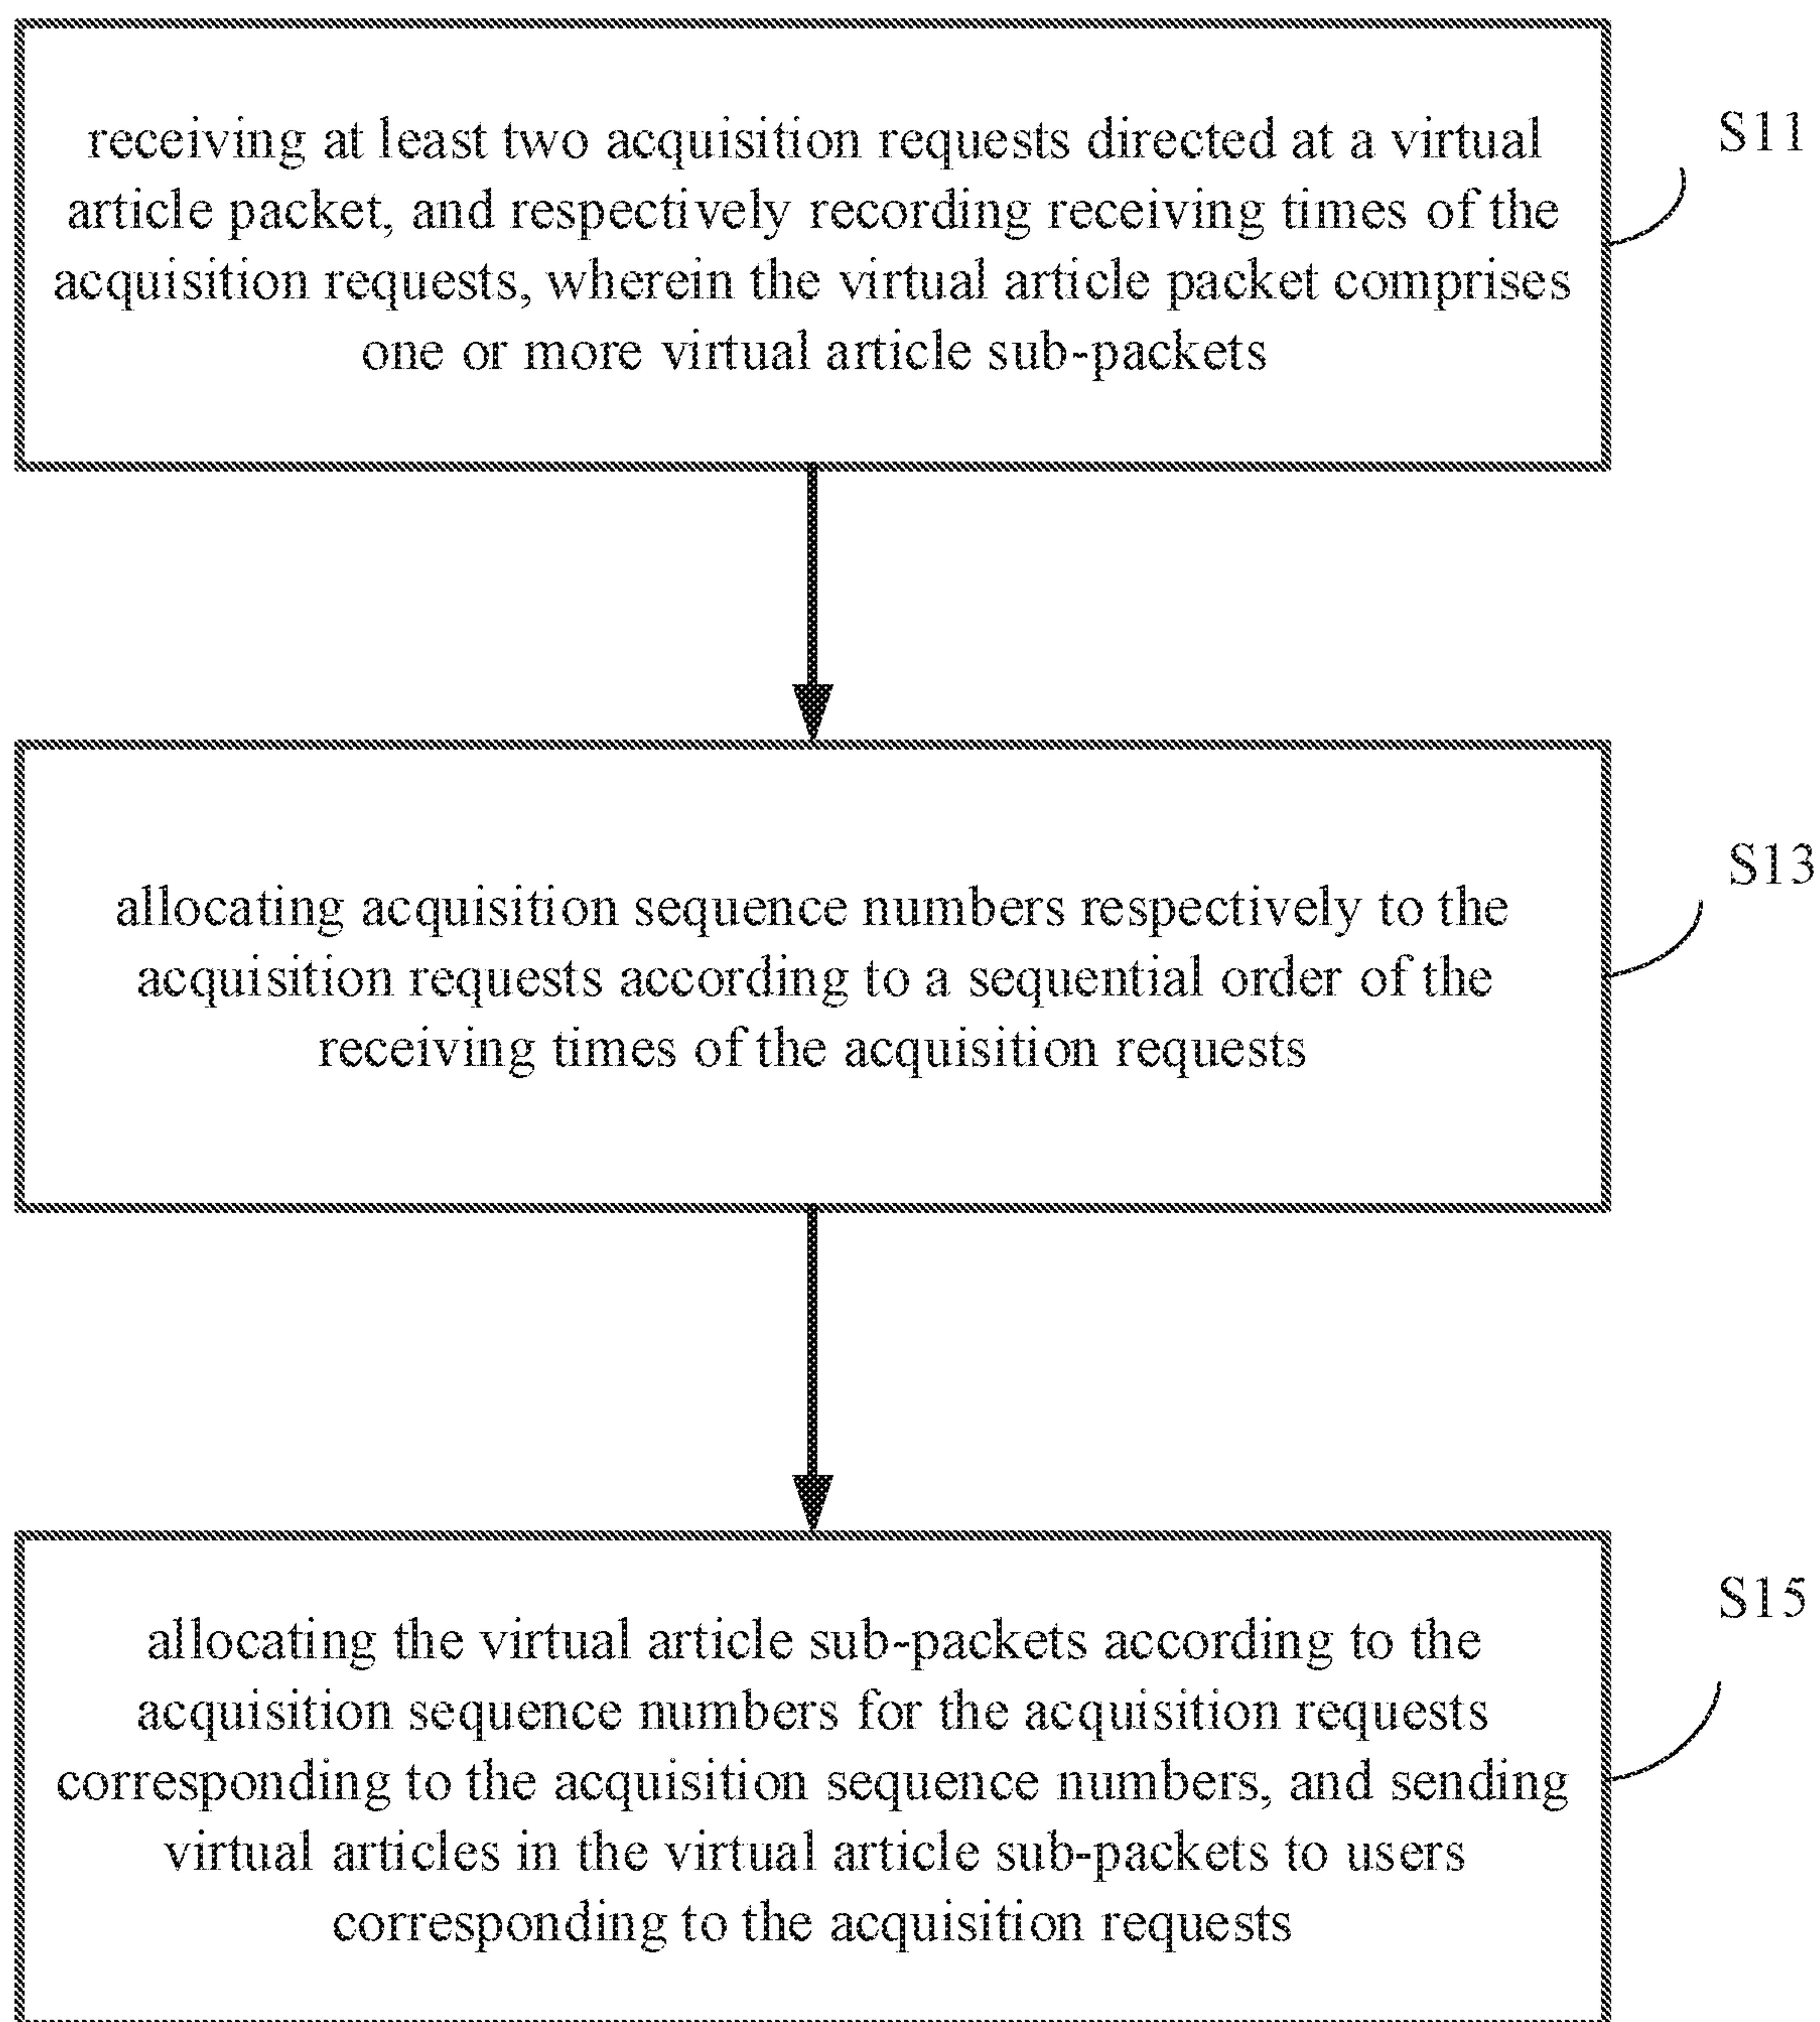 receiving at least two acquisition requests directed at a virtual
article packet, and respectively recording receiving times of the
acquisition requests, wherein the virtual article packet comprises
one or more virtual article sub-packets
S11
allocating acquisition sequence numbers respectively to the
acquisition requests according to a sequential order of the
receiving times of the acquisition requests
S13
allocating the virtual article sub-packets according to the
acquisition sequence numbers for the acquisition requests
corresponding to the acquisition sequence numbers, and sending
virtual articles in the virtual article sub-packets to users
corresponding to the acquisition requests
S15